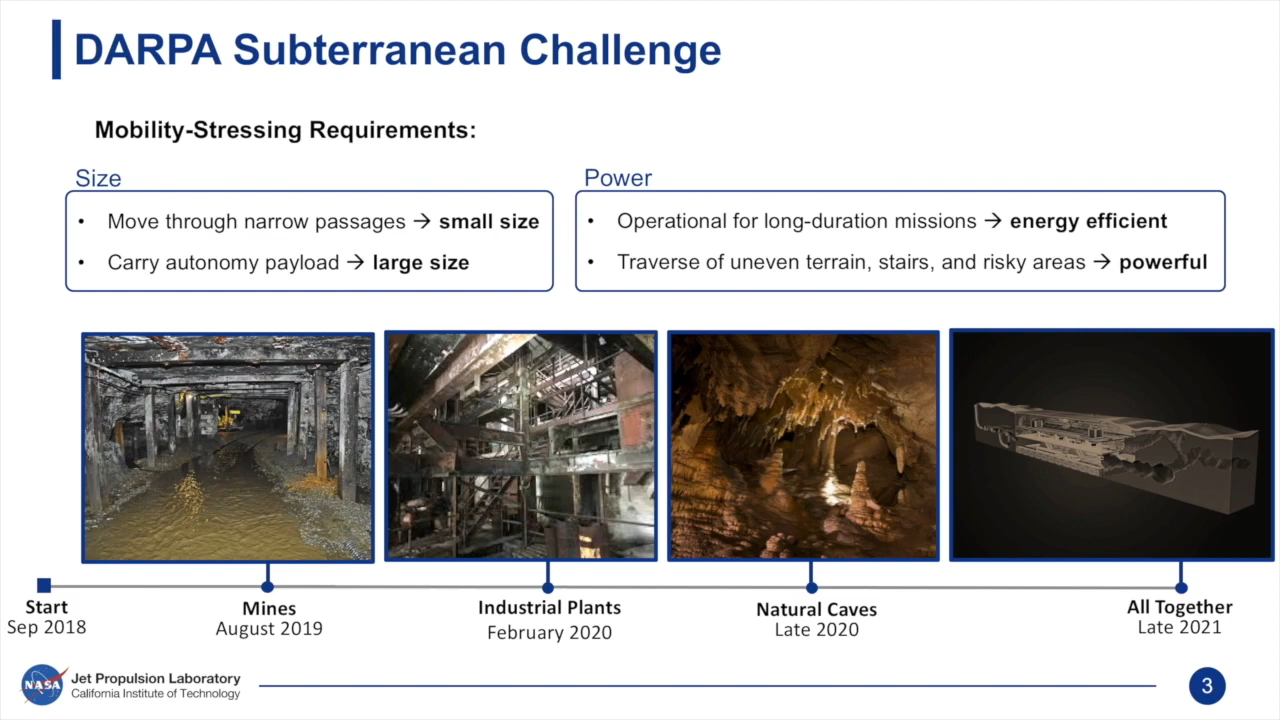 DARPA Subterranean Challenge
Mobility-Stressing Requirements:
Size
• Move through narrow passages → small size
• Carry autonomy payload → large size
Power
• Operational for long-duration missions → energy efficient
• Traverse of uneven terrain, stairs, and risky areas → powerful
Start
Sep 2018
Mines
August 2019
Industrial Plants
February 2020
Natural Caves
Late 2020
All Together
Late 2021
NASA
Jet Propulsion Laboratory
California Institute of Technology
3